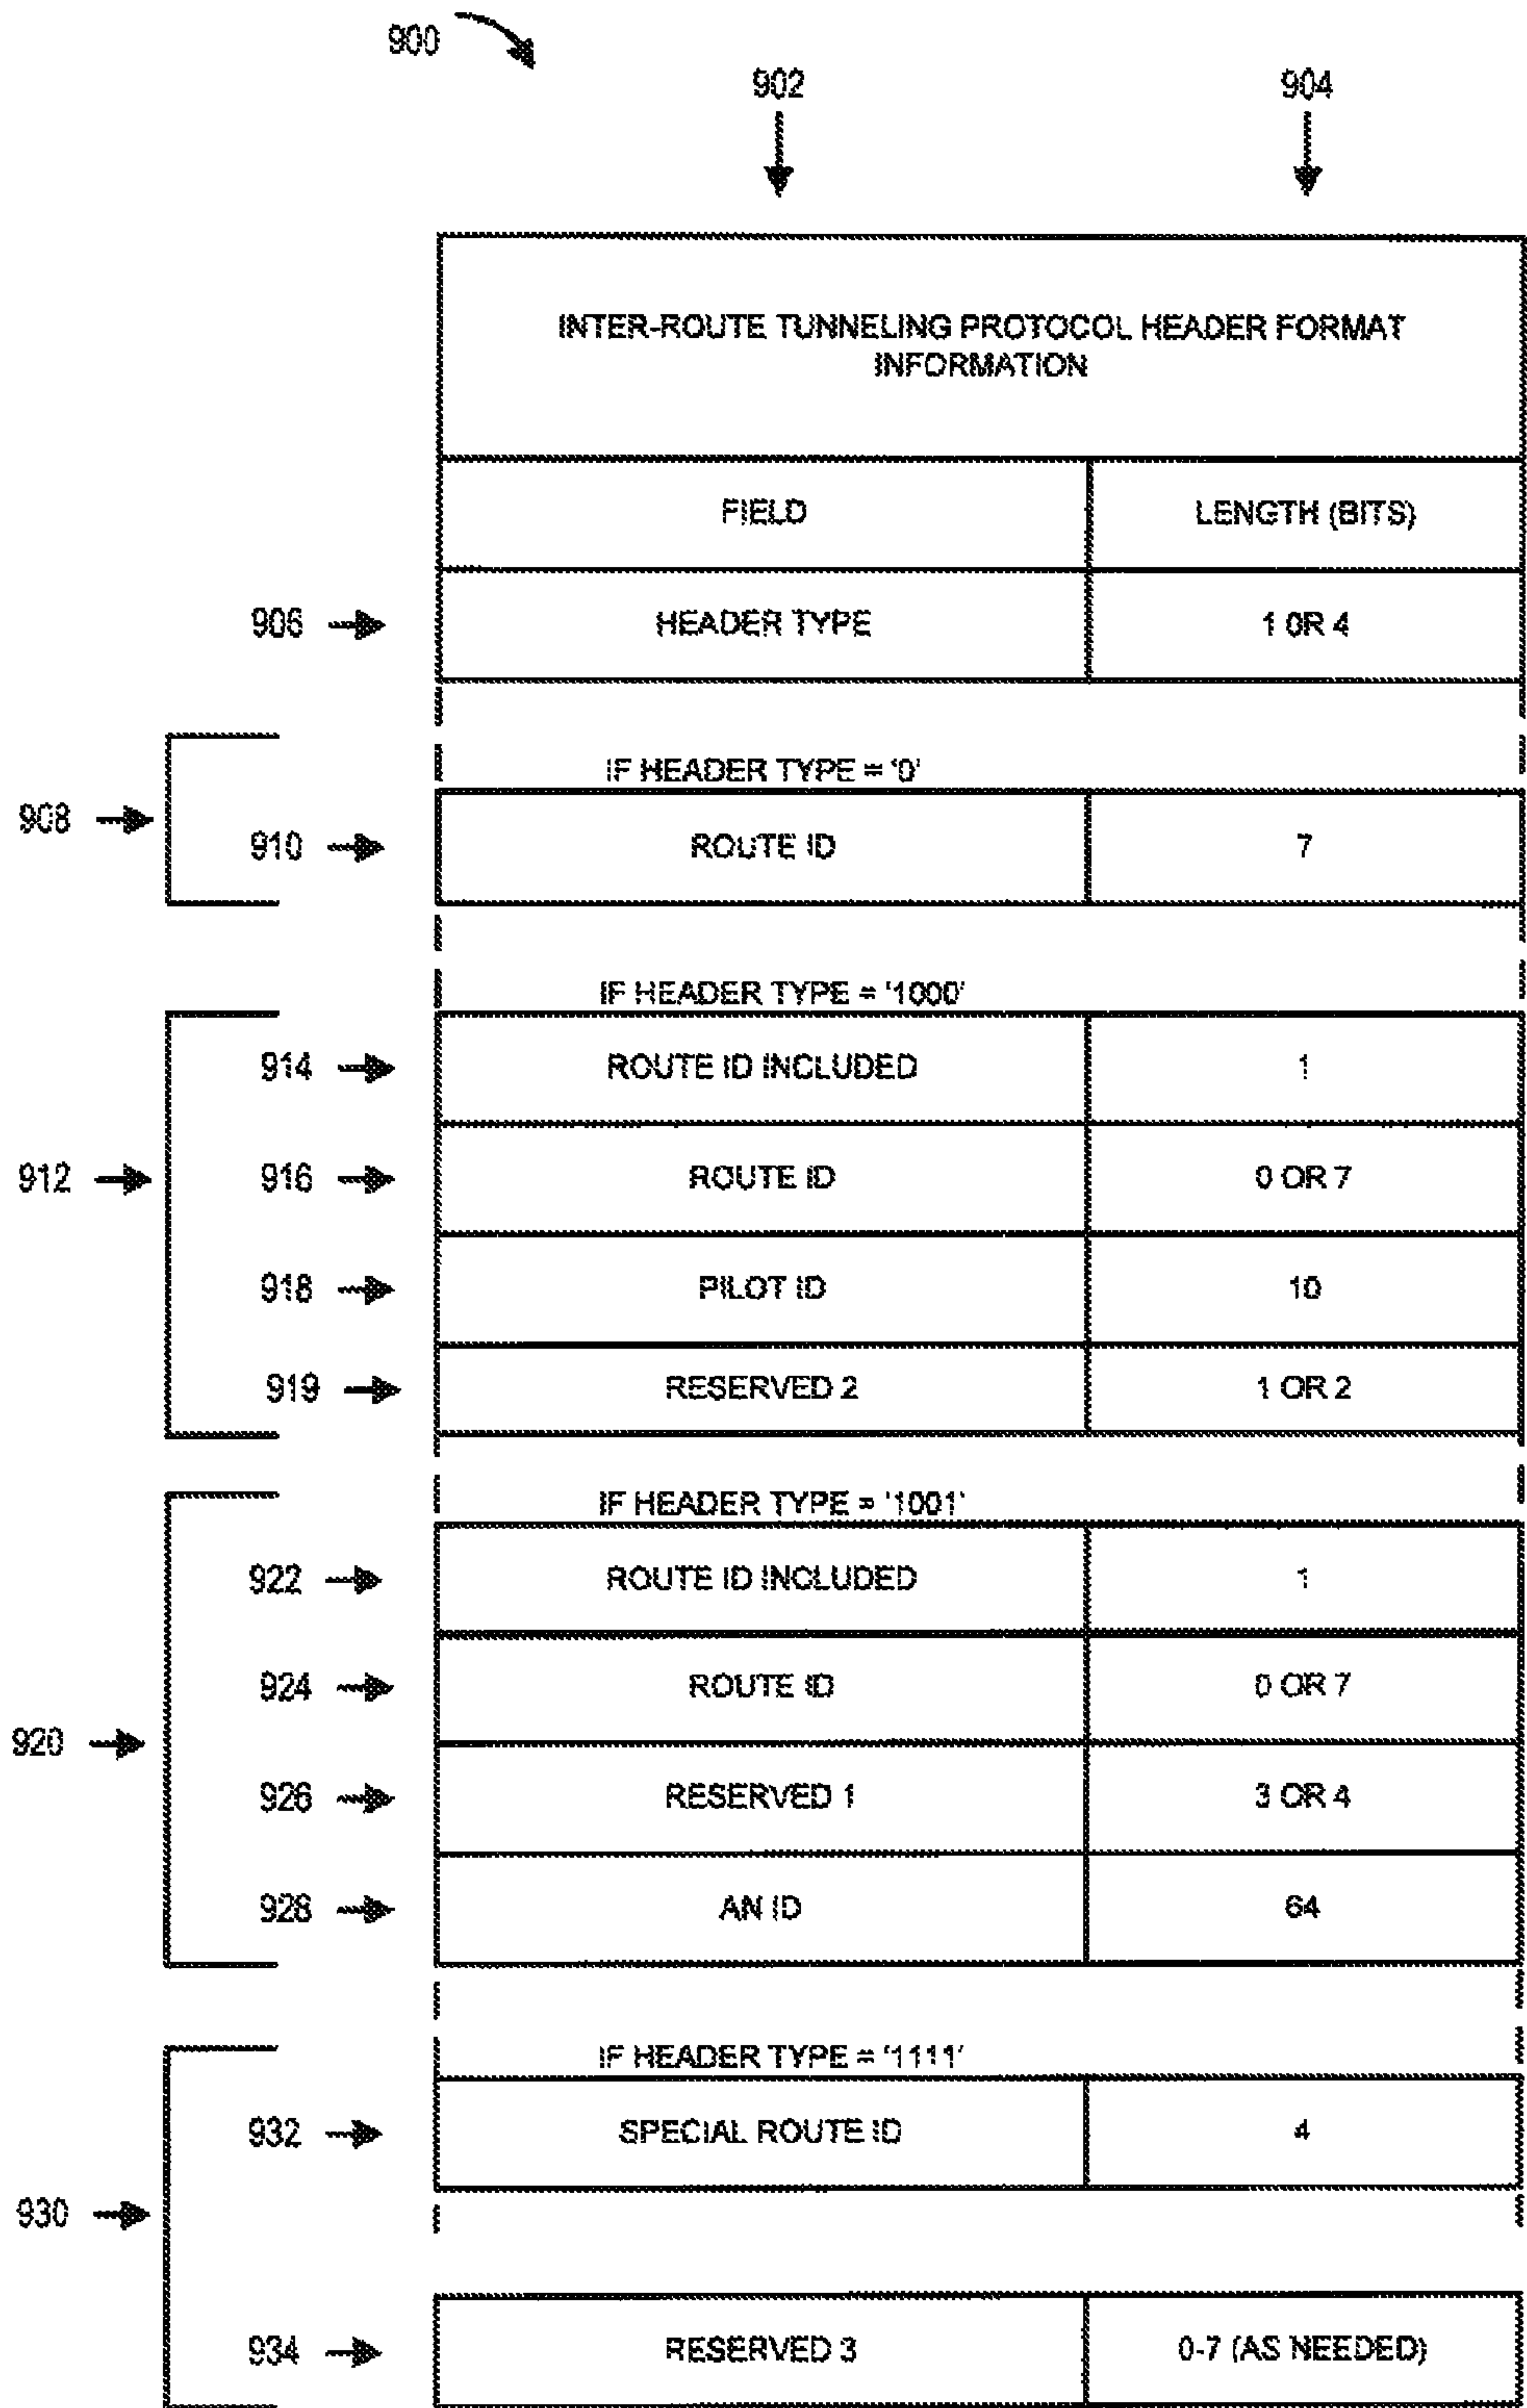 900
902 904
INTER-ROUTE TUNNELING PROTOCOL HEADER FORMAT
INFORMATION
FIELD LENGTH (BITS)
906 HEADER TYPE 1 OR 4
IF HEADER TYPE = '0'
908
910 ROUTE ID 7
IF HEADER TYPE = '1000'
914 ROUTE ID INCLUDED 1
912 916 ROUTE ID 0 OR 7
918 PILOT ID 10
919 RESERVED 2 1 OR 2
IF HEADER TYPE = '1001'
922 ROUTE ID INCLUDED 1
924 ROUTE ID 0 OR 7
920
926 RESERVED 1 3 OR 4
928 AN ID 64
IF HEADER TYPE = '1111'
932 SPECIAL ROUTE ID 4
930
934 RESERVED 3 0-7 (AS NEEDED)